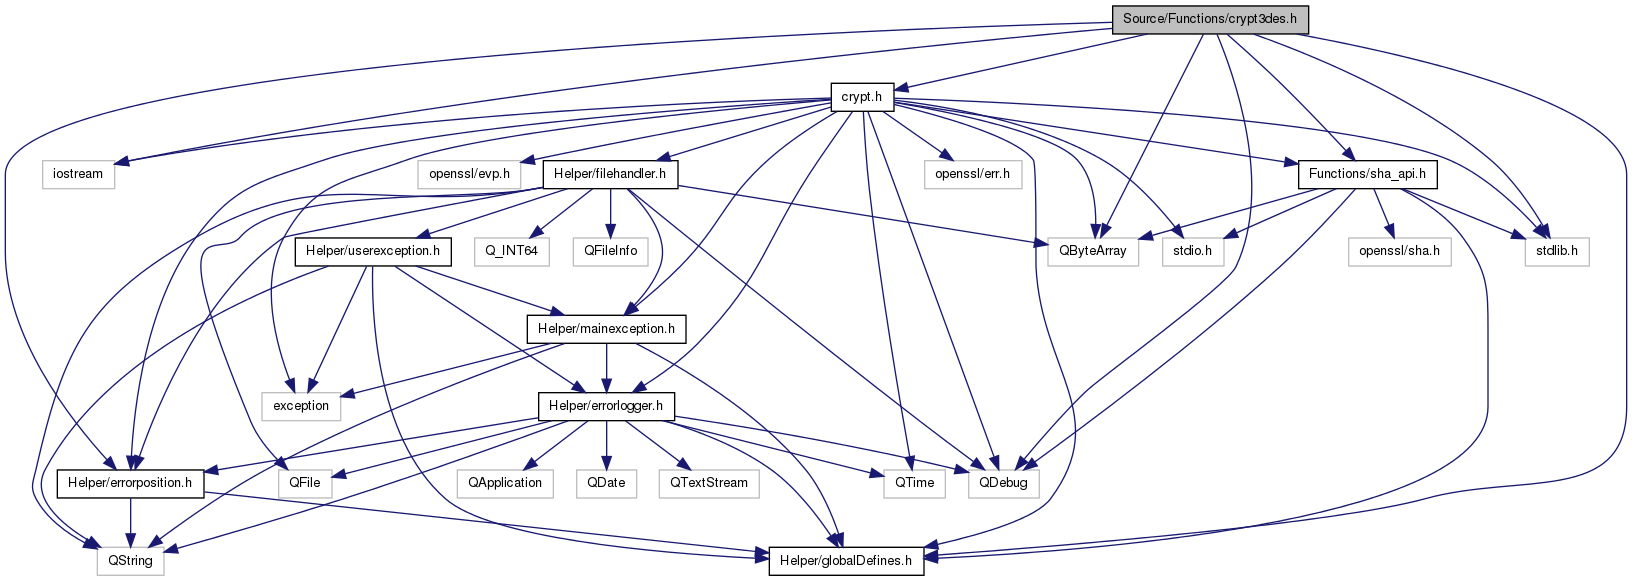 Source/Functions/crypt3des.h
crypt.h
iostream
openssl/evp.h
Helper/filehandler.h
openssl/err.h
Functions/sha_api.h
Helper/userexception.h
Q_INT64
QFileInfo
QByteArray
stdio.h
openssl/sha.h
stdlib.h
Helper/mainexception.h
exception
Helper/errorlogger.h
Helper/errorposition.h
QFile
QApplication
QDate
QTextStream
QTime
QDebug
QString
Helper/globalDefines.h